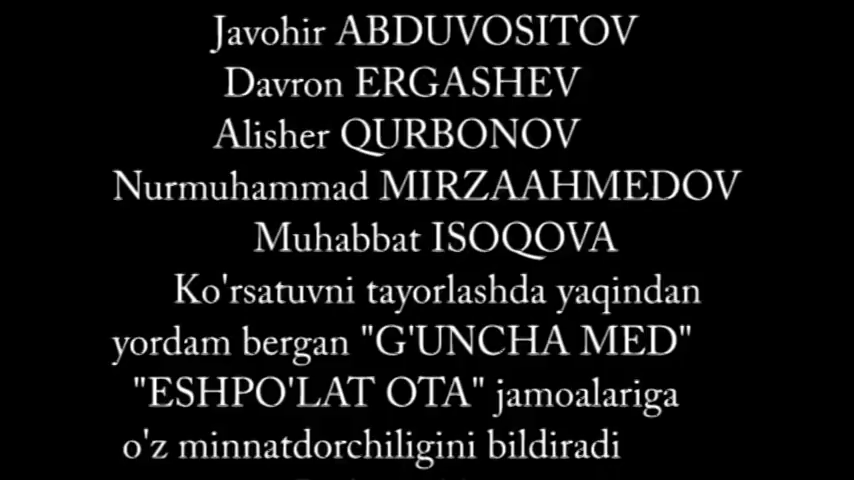 Javohir ABDUVOSITOV
Davron ERGASHEV
Alisher QURBONOV
Nurmuhammad MIRZAAHMEDOV
Muhabbat ISOQOVA
Ko'rsatuvni tayorlashda yaqindan
yordam bergan "G'UNCHA MED"
"ESHPO'LAT OTA" jamoalariga
o'z minnatdorchiligini bildiradi